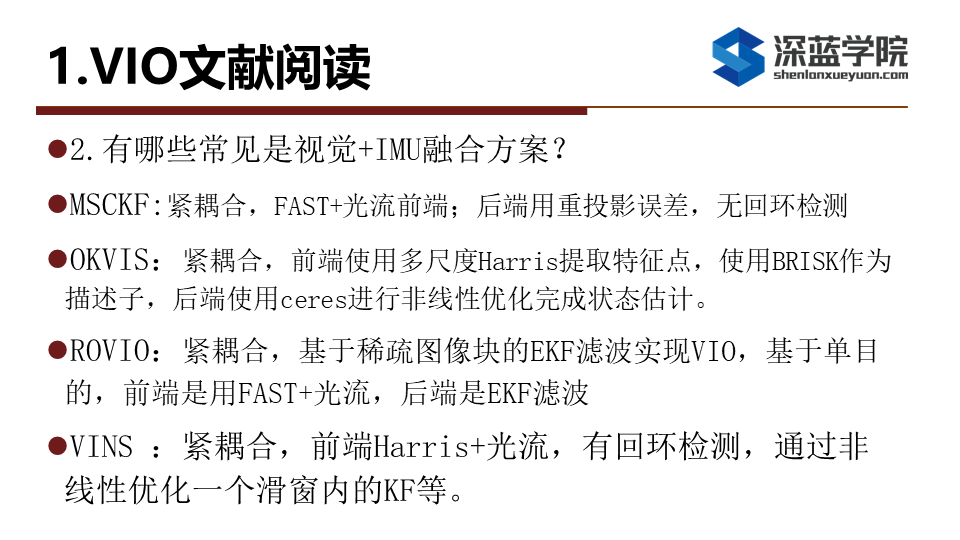 1.VIO文献阅读
深蓝学院
shenlanxueyuan.com
●2.有哪些常见是视觉+IMU融合方案？
●MSCKF:紧耦合，FAST+光流前端；后端用重投影误差，无回环检测
●OKVIS：紧耦合，前端使用多尺度Harris提取特征点，使用BRISK作为
描述子，后端使用ceres进行非线性优化完成状态估计。
●ROVIO：紧耦合，基于稀疏图像块的EKF滤波实现VIO，基于单目
的，前端是用FAST+光流，后端是EKF滤波
●VINS ：紧耦合，前端Harris+光流，有回环检测，通过非
线性优化一个滑窗内的KF等。